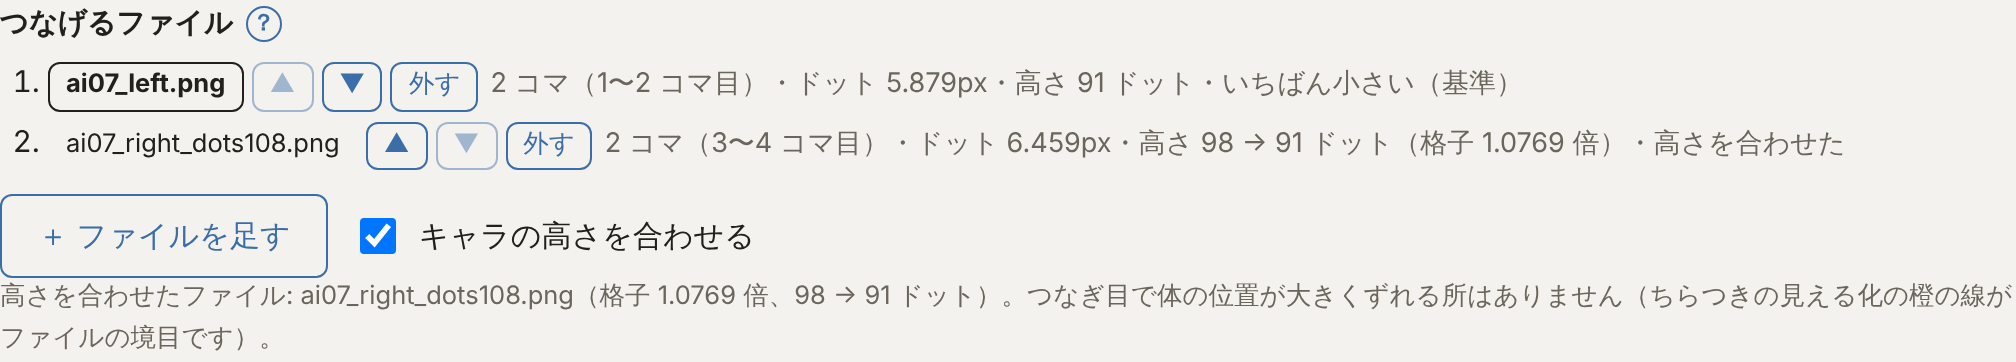 つなげるファイル ?
1. ai07_left.png ▲ ▼ 外す 2 コマ（1〜2 コマ目）・ドット 5.879px・高さ 91 ドット・いちばん小さい（基準）
2. ai07_right_dots108.png ▲ ▼ 外す 2 コマ（3〜4 コマ目）・ドット 6.459px・高さ 98 → 91 ドット（格子 1.0769 倍）・高さを合わせた
+ ファイルを足す キャラの高さを合わせる
高さを合わせたファイル: ai07_right_dots108.png（格子 1.0769 倍、98 → 91 ドット）。つなぎ目で体の位置が大きくずれる所はありません（ちらつきの見える化の橙の線が
ファイルの境目です）。